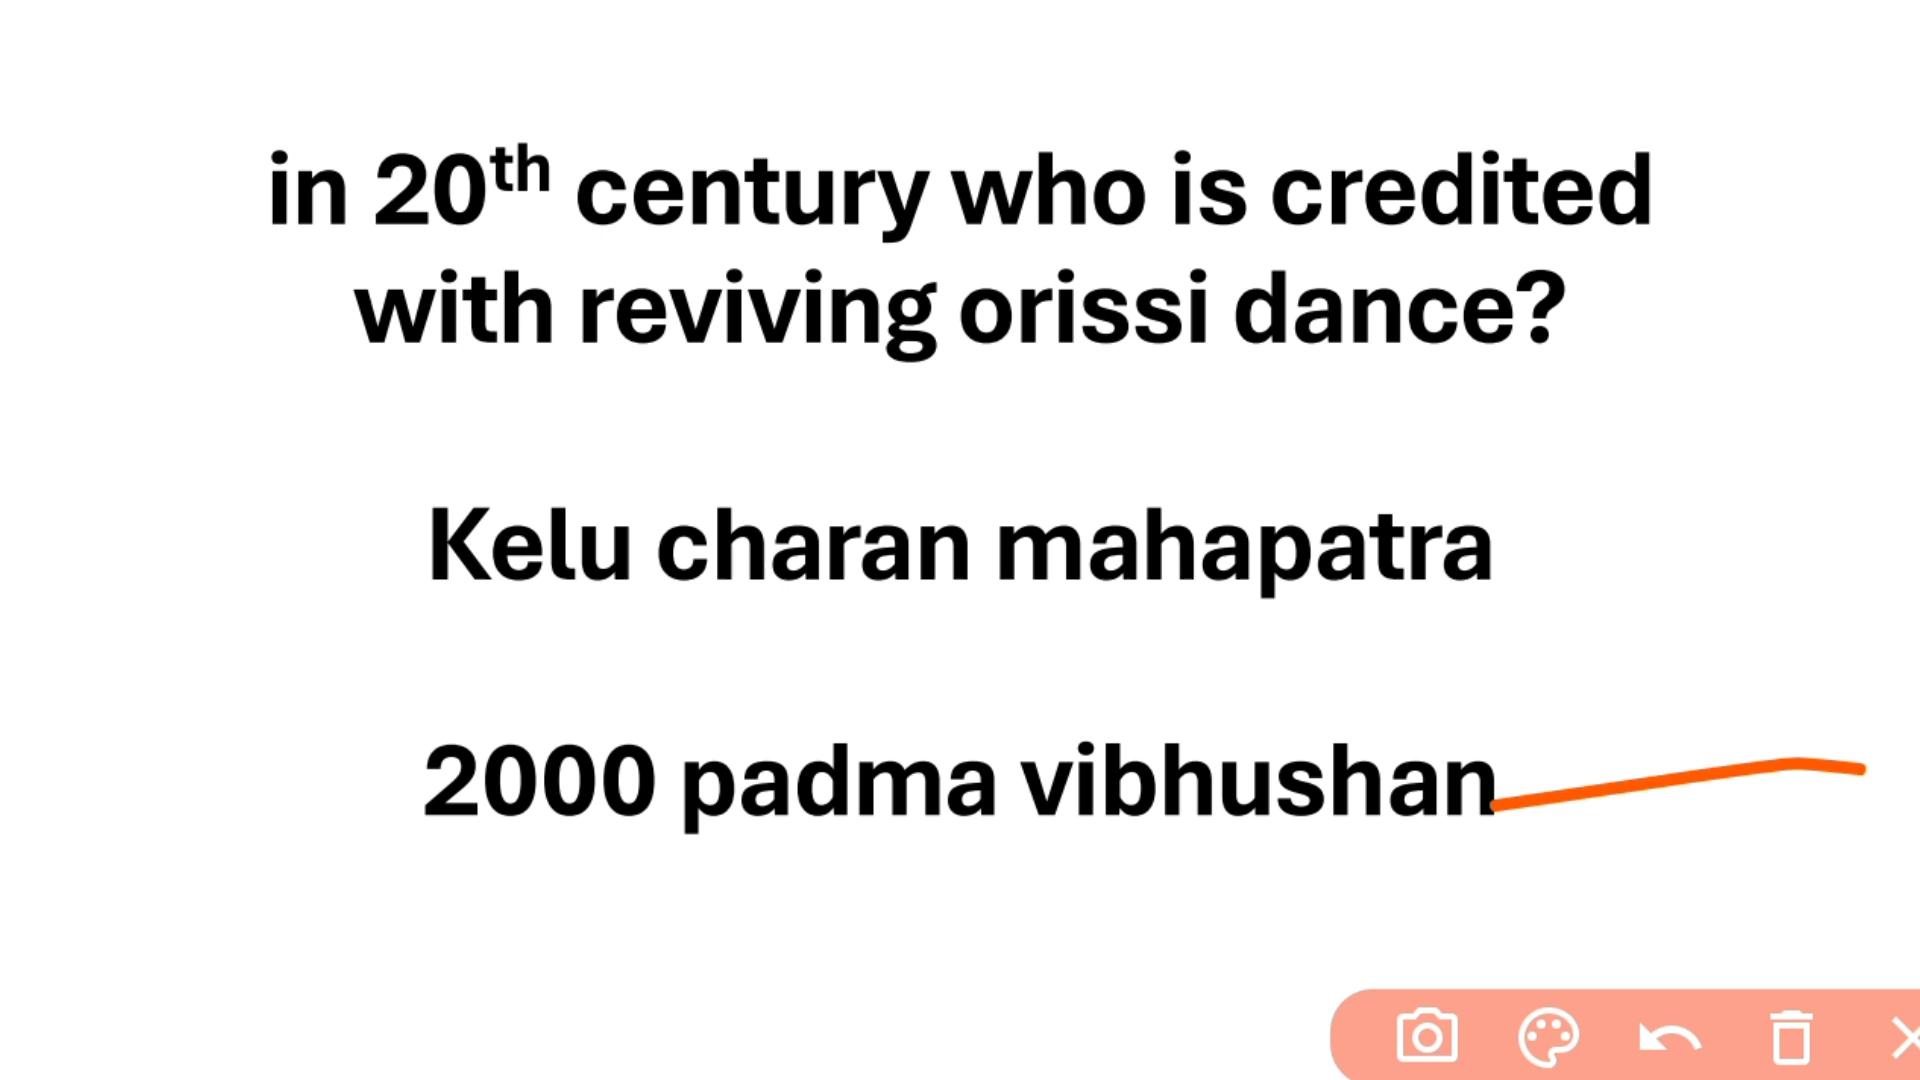 in 20th century who is credited
with reviving orissi dance?
Kelu charan mahapatra
2000 padma vibhushan